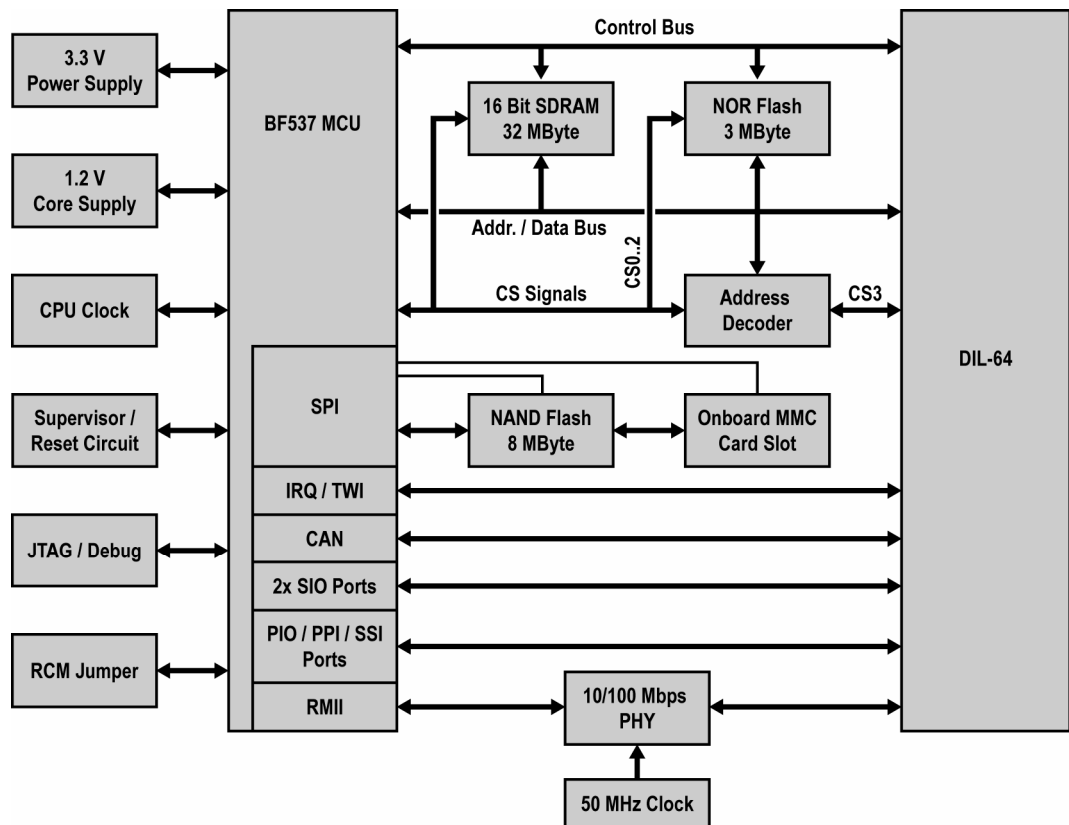 3.3 V
Power Supply
1.2 V
Core Supply
CPU Clock
Supervisor /
Reset Circuit
JTAG / Debug
RCM Jumper
BF537 MCU
SPI
IRQ / TWI
CAN
2x SIO Ports
PIO / PPI / SSI
Ports
RMII
Control Bus
16 Bit SDRAM
32 MByte
NOR Flash
3 MByte
Addr. / Data Bus
CS0..2
CS Signals
Address
Decoder
CS3
NAND Flash
8 MByte
Onboard MMC
Card Slot
10/100 Mbps
PHY
50 MHz Clock
DIL-64